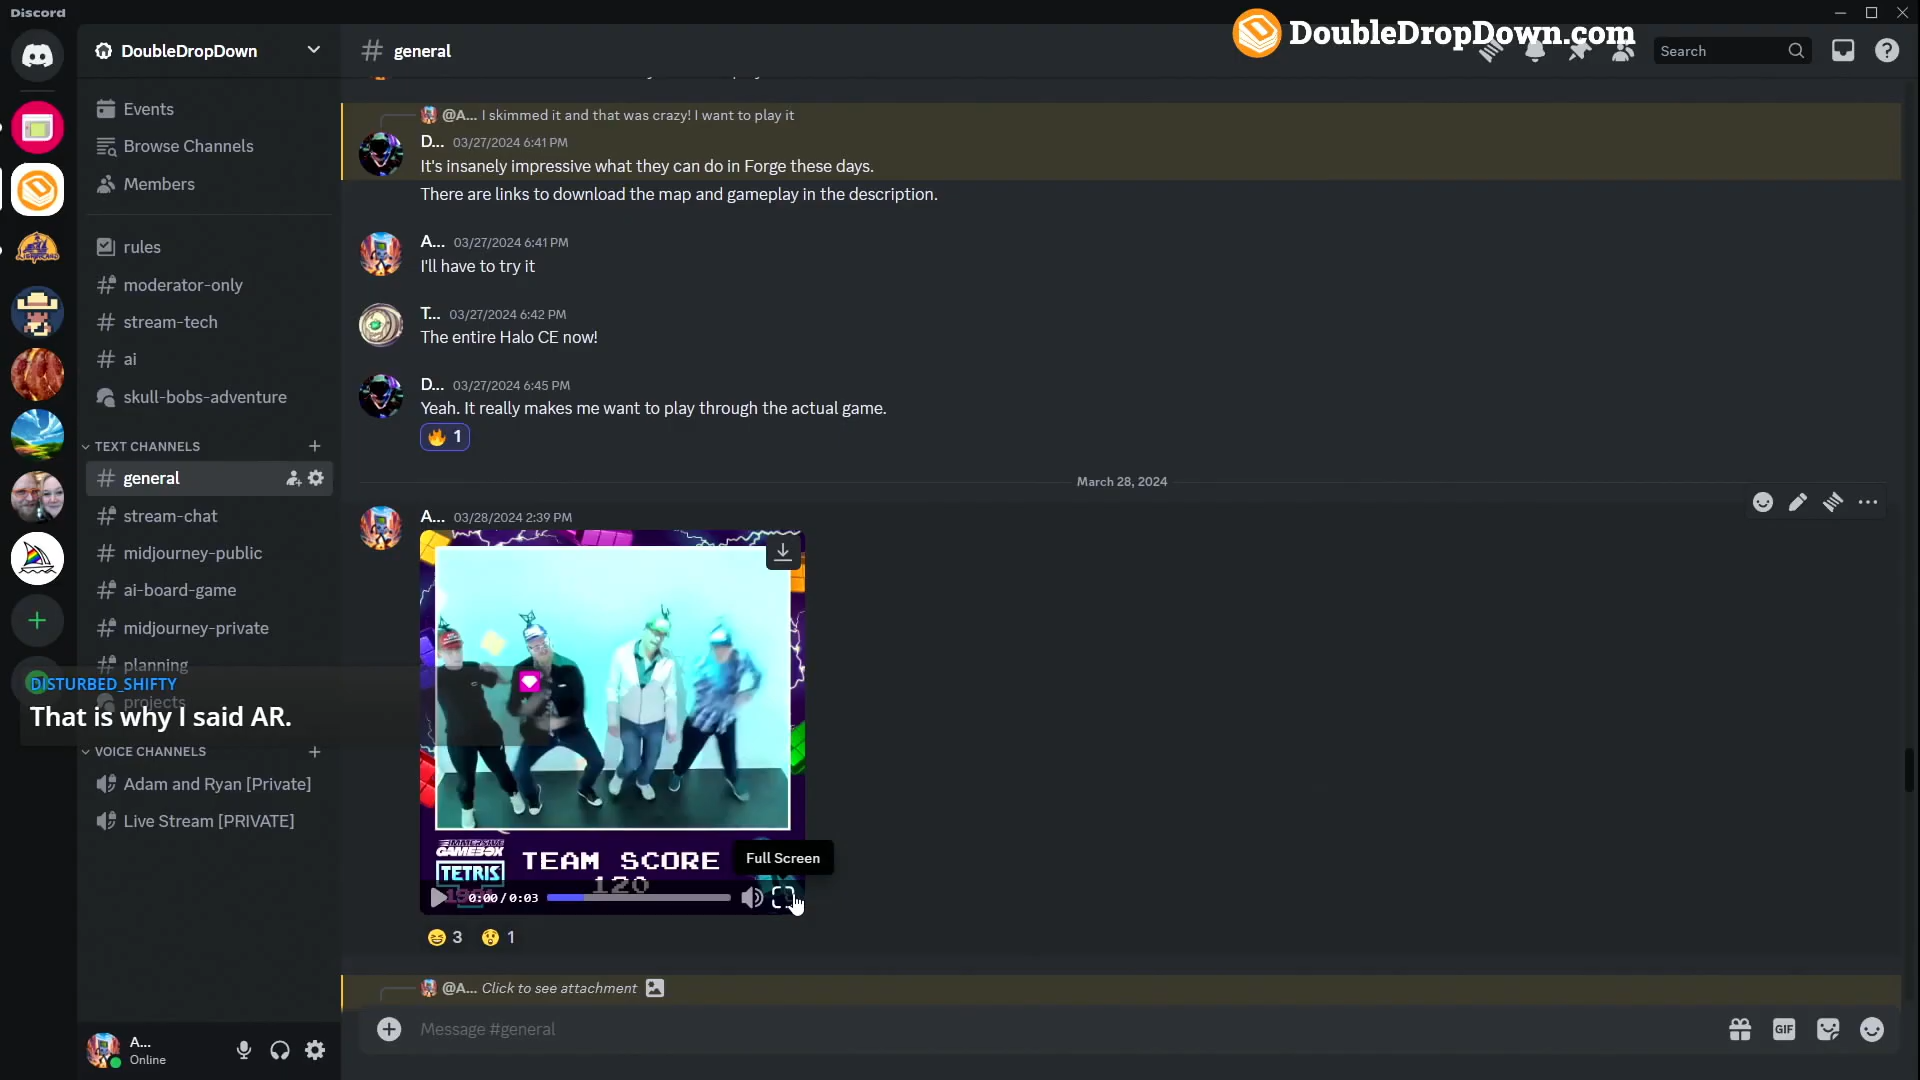 Discord
DoubleDropDown
general
DoubleDropDown.com
Search
Events
Browse Channels
Members
rules
moderator-only
stream-tech
ai
skull-bobs-adventure
TEXT CHANNELS
general
stream-chat
midjourney-public
ai-board-game
midjourney-private
planning
projects
DISTURBED_SHIFTY
That is why I said AR.
VOICE CHANNELS
Adam and Ryan [Private]
Live Stream [PRIVATE]
A...
Online
@A... I skimmed it and that was crazy! I want to play it
D... 03/27/2024 6:41 PM
It's insanely impressive what they can do in Forge these days.
There are links to download the map and gameplay in the description.
A... 03/27/2024 6:41 PM
I'll have to try it
T... 03/27/2024 6:42 PM
The entire Halo CE now!
D... 03/27/2024 6:45 PM
Yeah. It really makes me want to play through the actual game.
1
March 28, 2024
A... 03/28/2024 2:39 PM
IMMERSIVE
GAMEBOX
TETRIS
TEAM SCORE
120
Full Screen
0:00 / 0:03
3 1
@A... Click to see attachment
Message #general
GIF